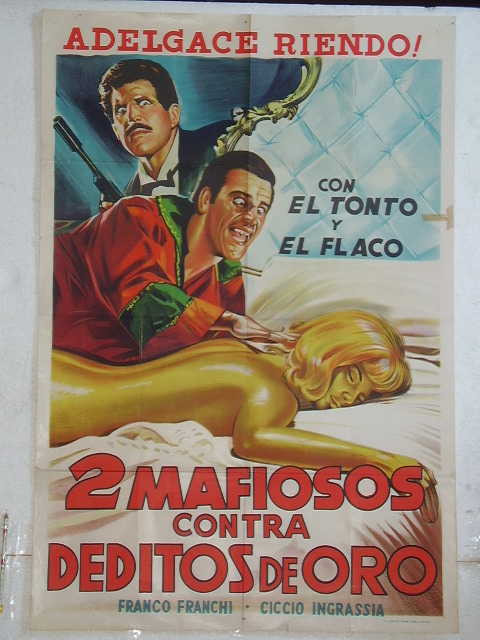 ADELGACE RIENDO!
CON
EL TONTO
Y
EL FLACO
2 MAFIOSOS
CONTRA
DEDITOS DE ORO
FRANCO FRANCHI - CICCIO INGRASSIA